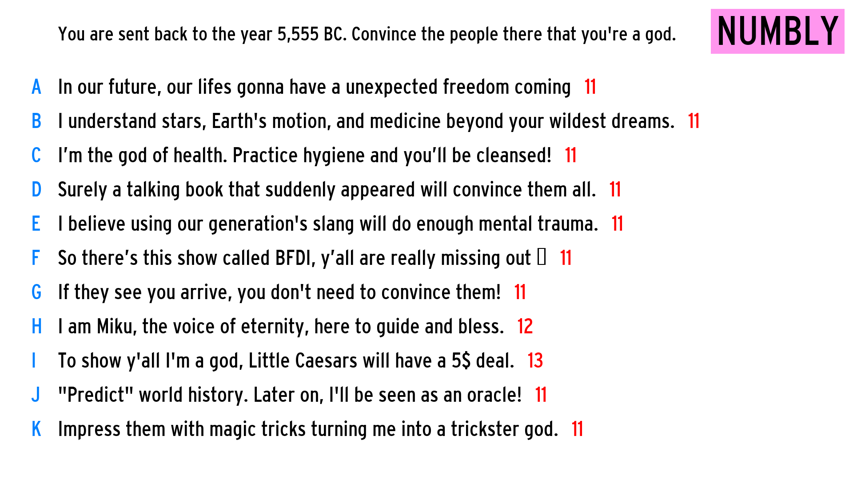 You are sent back to the year 5,555 BC. Convince the people there that you're a god. NUMBLY
A In our future, our lifes gonna have a unexpected freedom coming 11
B I understand stars, Earth's motion, and medicine beyond your wildest dreams. 11
C I’m the god of health. Practice hygiene and you’ll be cleansed! 11
D Surely a talking book that suddenly appeared will convince them all. 11
E I believe using our generation's slang will do enough mental trauma. 11
F So there’s this show called BFDI, y’all are really missing out 11
G If they see you arrive, you don't need to convince them! 11
H I am Miku, the voice of eternity, here to guide and bless. 12
I To show y'all I'm a god, Little Caesars will have a 5$ deal. 13
J "Predict" world history. Later on, I'll be seen as an oracle! 11
K Impress them with magic tricks turning me into a trickster god. 11